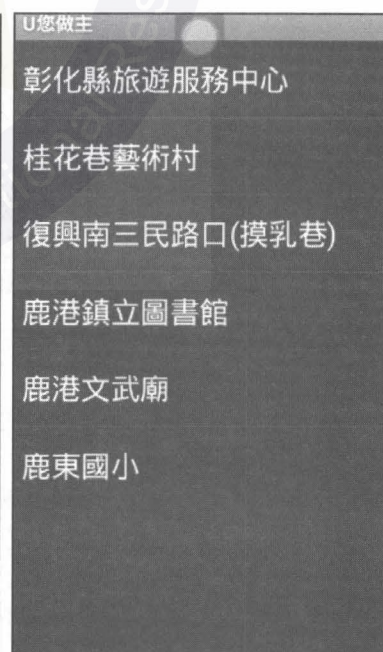 U您做主
彰化縣旅遊服務中心
桂花巷藝術村
復興南三民路口(摸乳巷)
鹿港鎮立圖書館
鹿港文武廟
鹿東國小